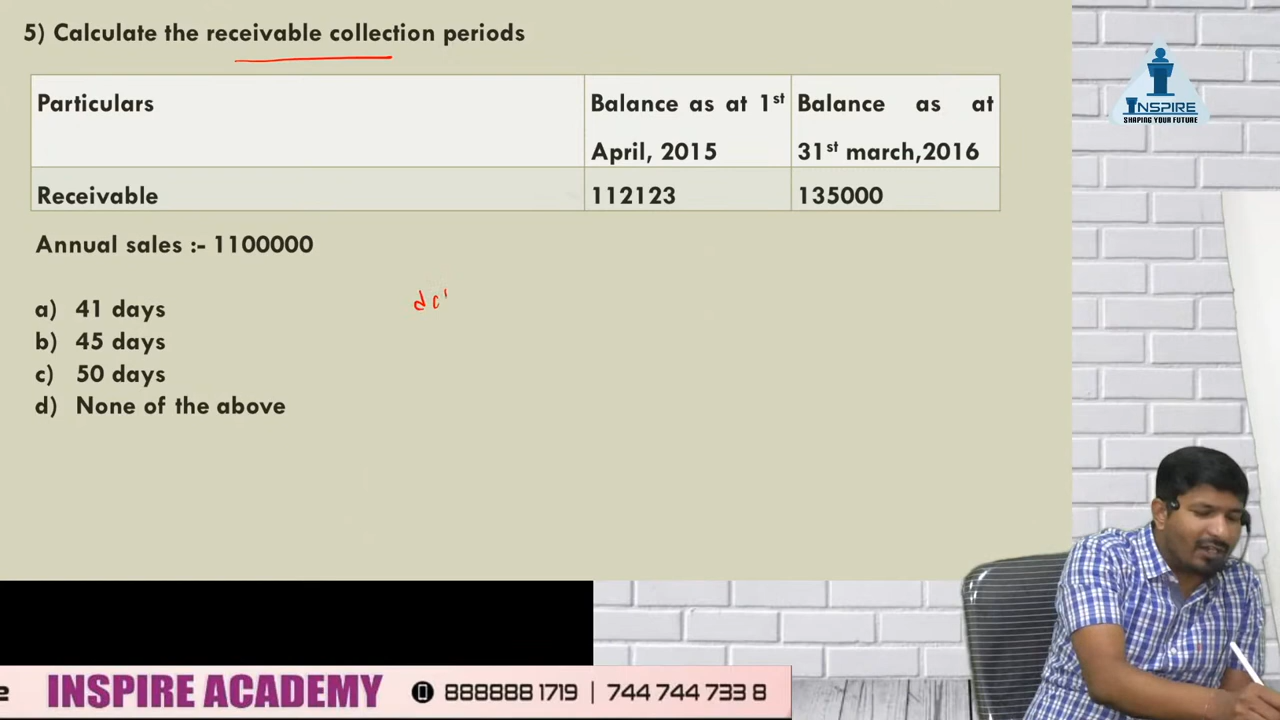 5) Calculate the receivable collection periods
Particulars
Balance as at 1st April, 2015
Balance as at 31st march,2016
Receivable
112123
135000
Annual sales :- 1100000
a) 41 days
b) 45 days
c) 50 days
d) None of the above
INSPIRE
SHAPING YOUR FUTURE
e INSPIRE ACADEMY 888888 1719 | 744 744 733 8